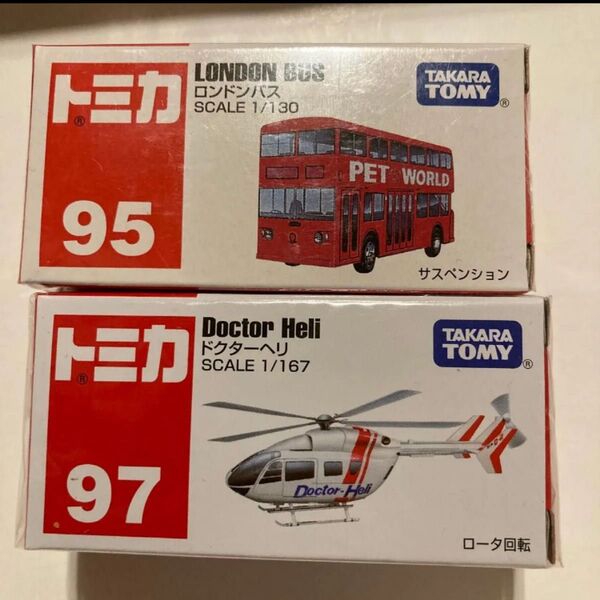 トミカ®
95
LONDON BUS
ロンドンバス
SCALE 1/130
TAKARA
TOMY™
PET WORLD
サスペンション
トミカ®
97
Doctor Heli
ドクターヘリ
SCALE 1/167
TAKARA
TOMY™
Doctor-Heli
ロータ回転